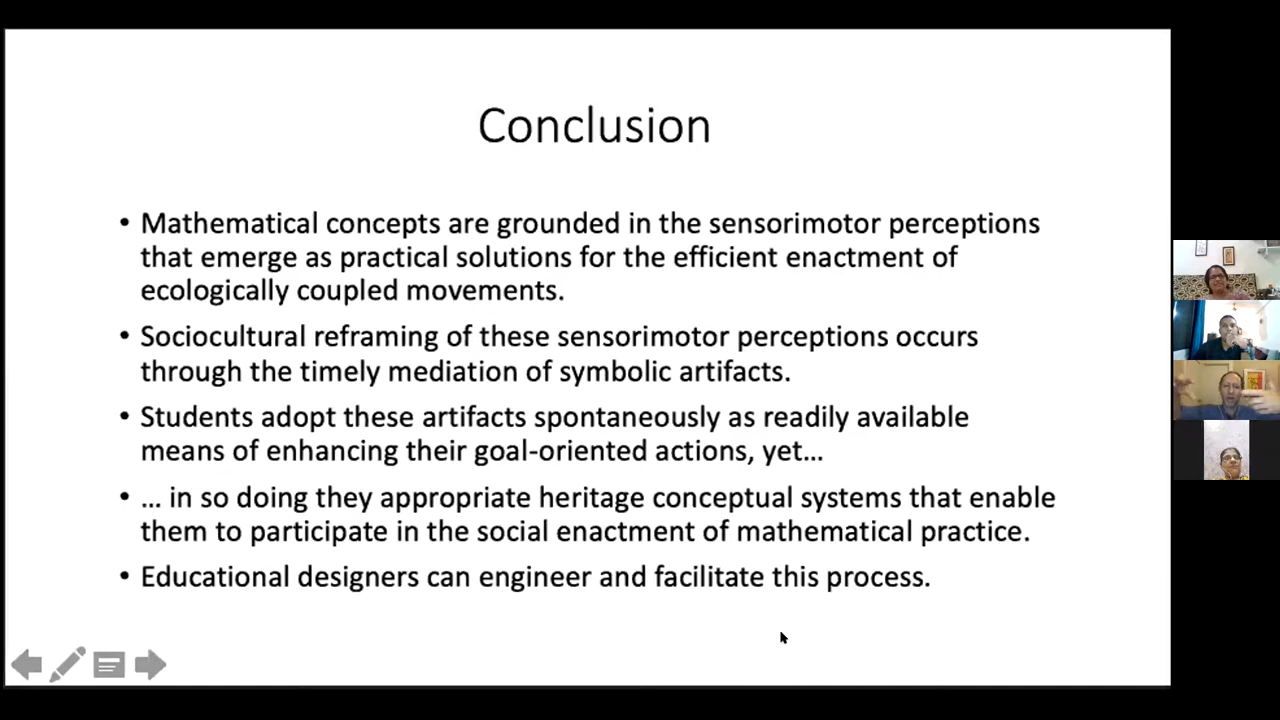 Conclusion
• Mathematical concepts are grounded in the sensorimotor perceptions
that emerge as practical solutions for the efficient enactment of
ecologically coupled movements.
• Sociocultural reframing of these sensorimotor perceptions occurs
through the timely mediation of symbolic artifacts.
• Students adopt these artifacts spontaneously as readily available
means of enhancing their goal-oriented actions, yet…
• … in so doing they appropriate heritage conceptual systems that enable
them to participate in the social enactment of mathematical practice.
• Educational designers can engineer and facilitate this process.